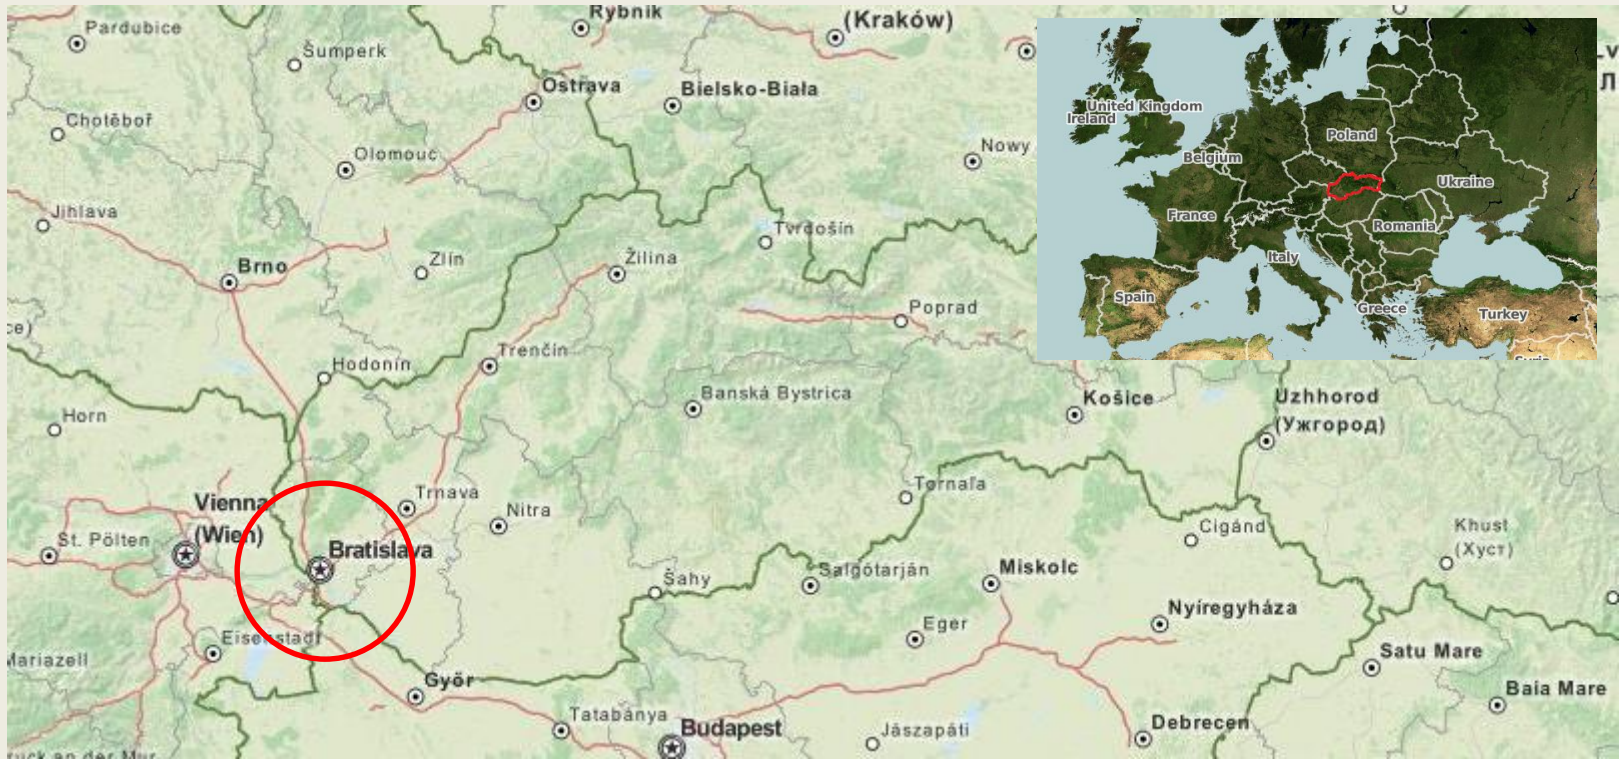 Pardubice
Šumperk
Rybnik
(Kraków)
Ostrava
Bielsko-Biała
Chotěboř
Olomouc
Nowy
Jihlava
Tvrdošín
Brno
Zlín
Žilina
Poprad
Trenčín
Hodonín
Horn
Banská Bystrica
Košice
Uzhhorod
(Ужгород)
Vienna
(Wien)
Trnava
Nitra
Tornaľa
Cigánd
Khust
(Хуст)
St. Pölten
Bratislava
Šahy
Salgótarján
Miskolc
Nyíregyháza
Eisenstadt
Eger
Mariazell
Győr
Satu Mare
Baia Mare
Tatabánya
Budapest
Jászapáti
Debrecen
United Kingdom
Ireland
Poland
Belgium
Ukraine
France
Romania
Italy
Spain
Greece
Turkey